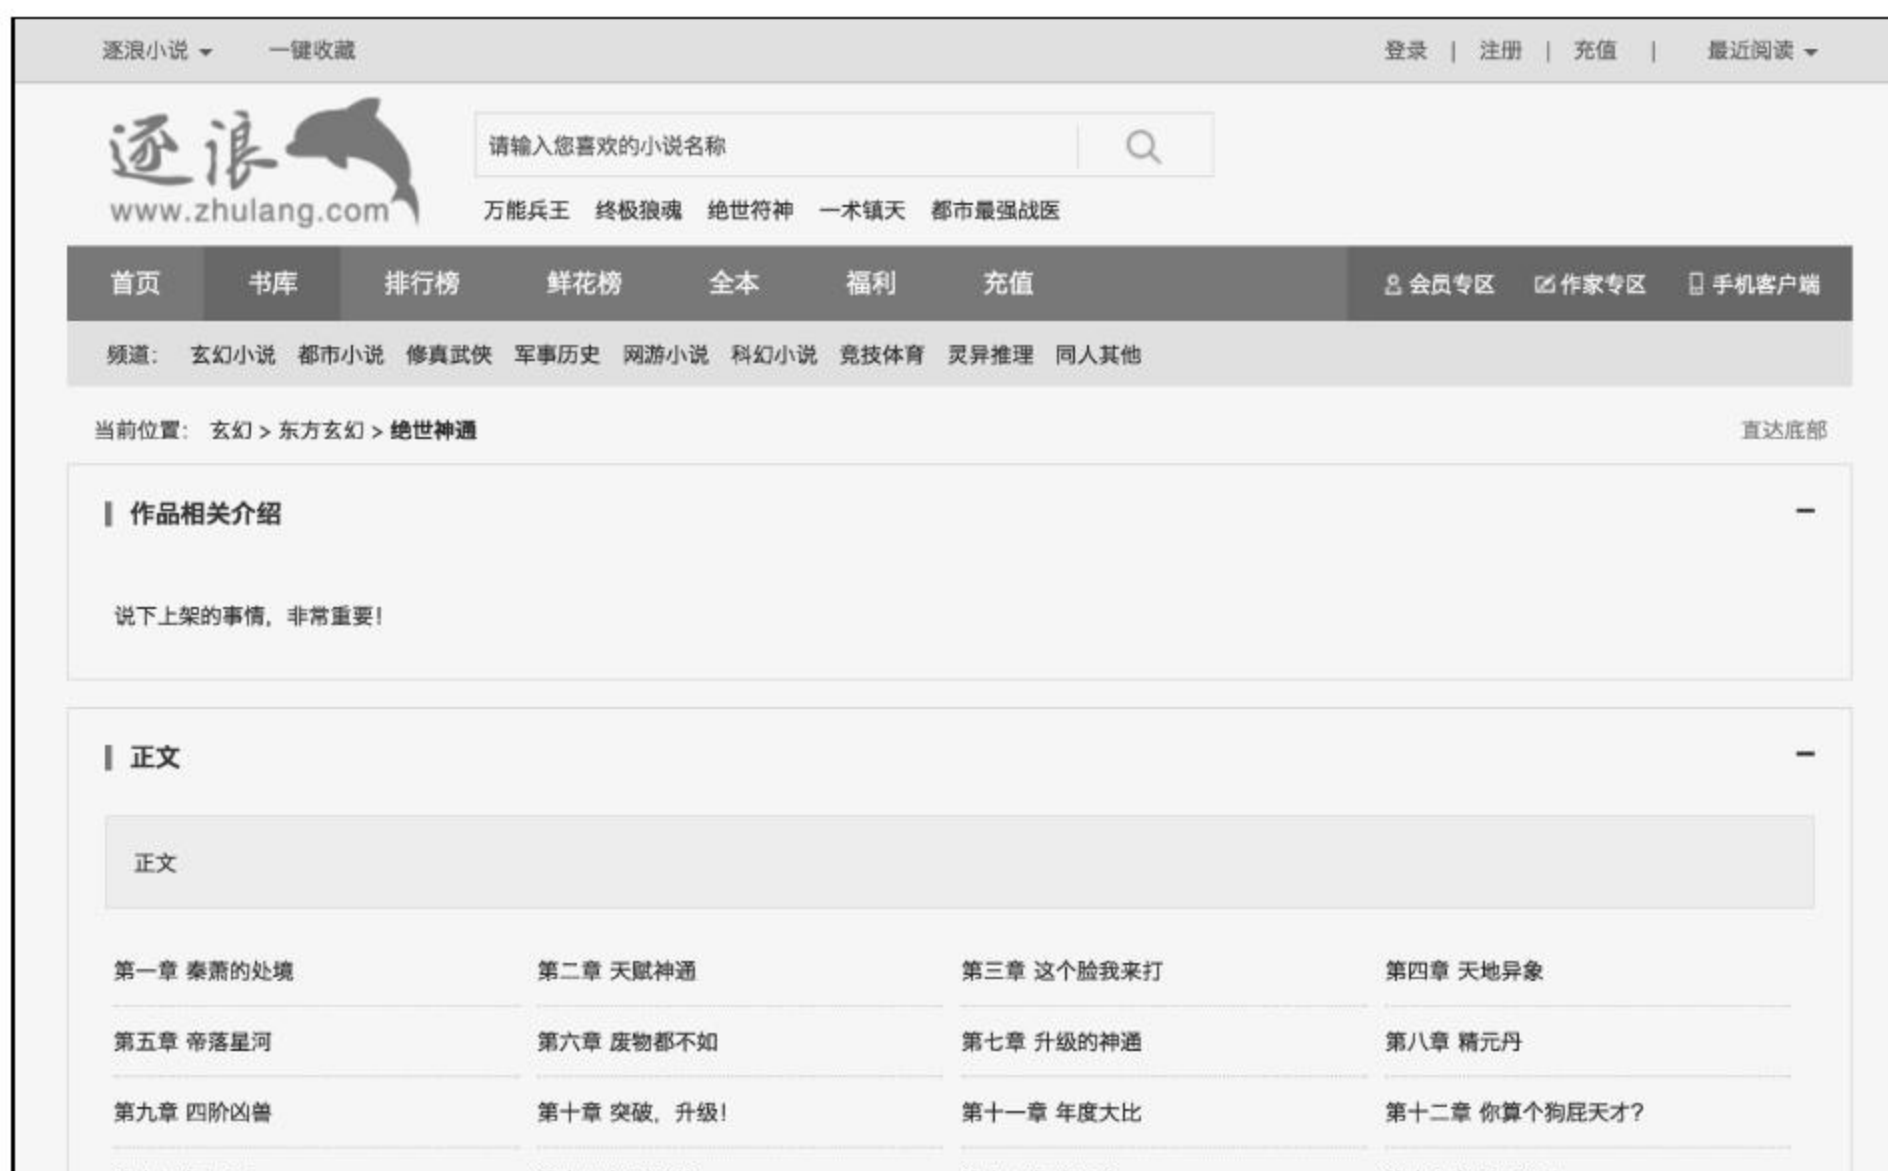 逐浪小说 一键收藏 登录 | 注册 | 充值 | 最近阅读
逐浪
www.zhulang.com
请输入您喜欢的小说名称
万能兵王 终极狼魂 绝世符神 一术镇天 都市最强战医
首页 书库 排行榜 鲜花榜 全本 福利 充值 会员专区 作家专区 手机客户端
频道： 玄幻小说 都市小说 修真武侠 军事历史 网游小说 科幻小说 竞技体育 灵异推理 同人其他
当前位置： 玄幻 > 东方玄幻 > 绝世神通 直达底部
作品相关介绍
说下上架的事情，非常重要！
正文
正文
第一章 秦萧的处境 第二章 天赋神通 第三章 这个脸我来打 第四章 天地异象
第五章 帝落星河 第六章 废物都不如 第七章 升级的神通 第八章 精元丹
第九章 四阶凶兽 第十章 突破，升级！ 第十一章 年度大比 第十二章 你算个狗屁天才？